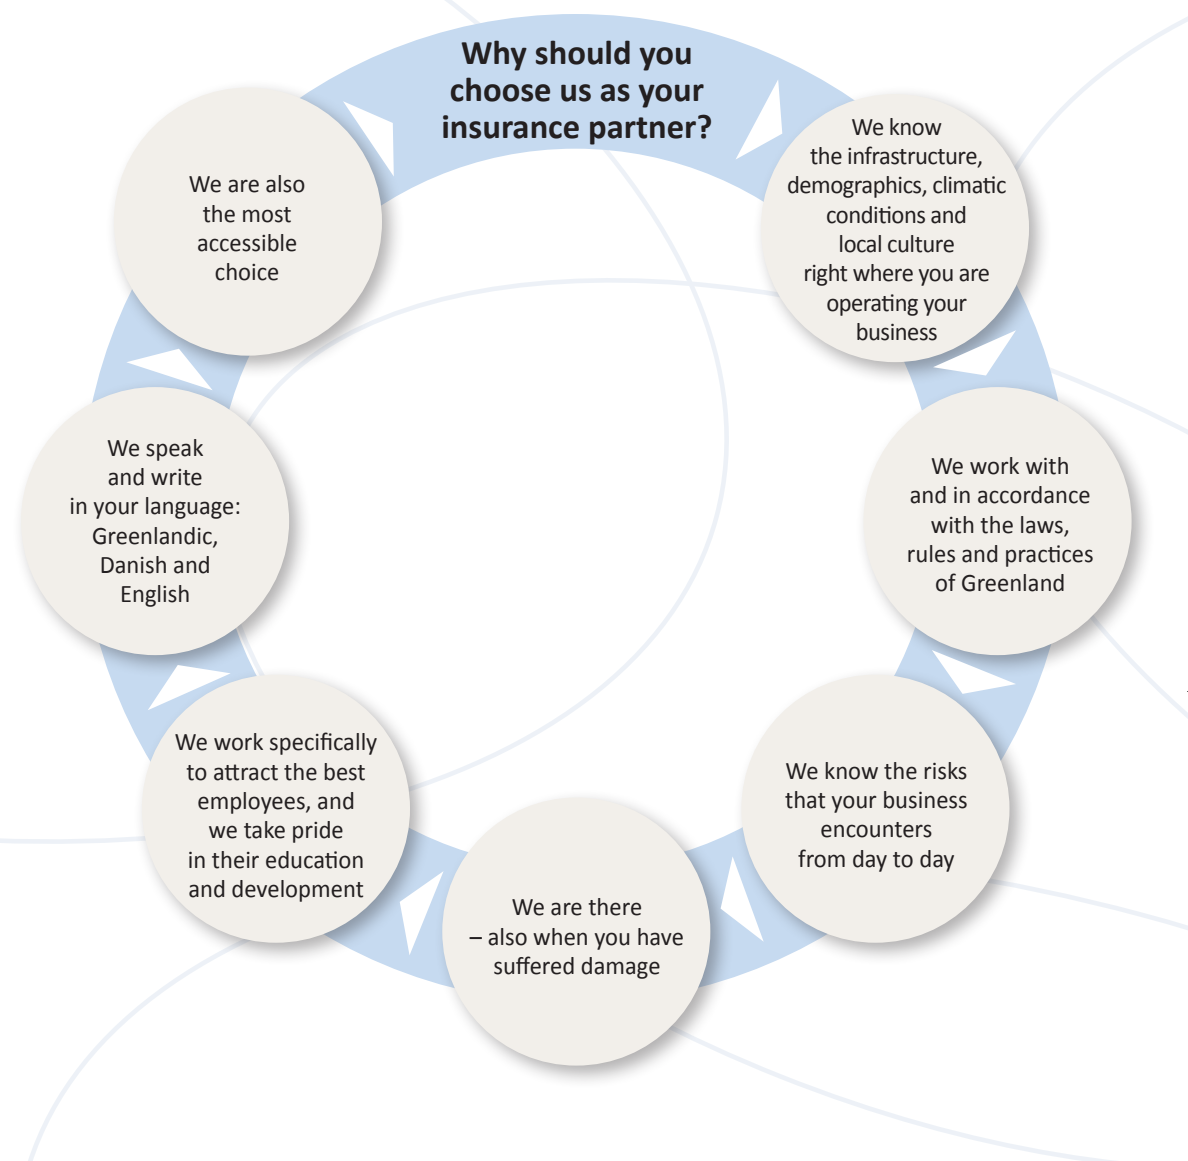 Why should you
choose us as your
insurance partner?
We know
the infrastructure,
demographics, climatic
conditions and
local culture
right where you are
operating your
business
We work with
and in accordance
with the laws,
rules and practices
of Greenland
We know the risks
that your business
encounters
from day to day
We are there
– also when you have
suffered damage
We work specifically
to attract the best
employees, and
we take pride
in their education
and development
We speak
and write
in your language:
Greenlandic,
Danish and
English
We are also
the most
accessible
choice